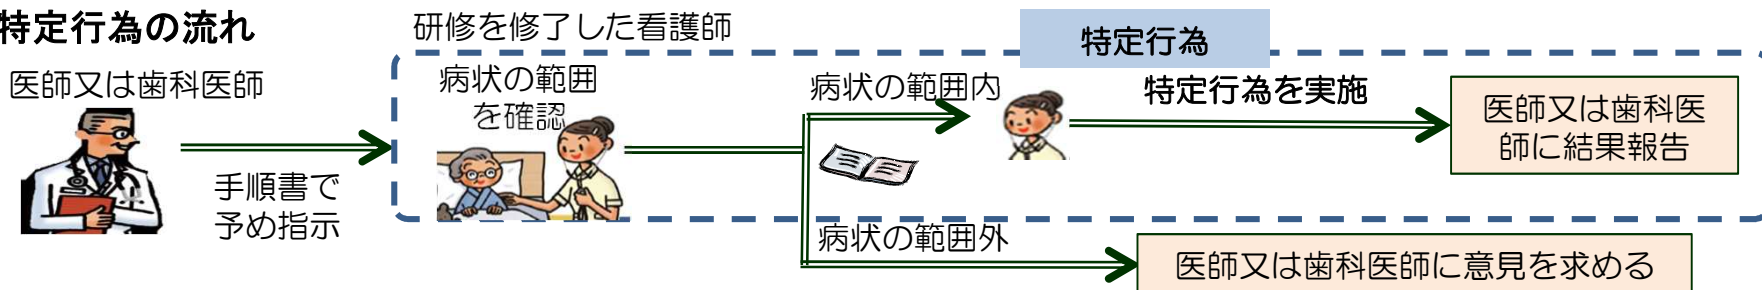 特定行為の流れ
研修を修了した看護師
特定行為
医師又は歯科医師
病状の範囲
を確認
病状の範囲内
特定行為を実施
医師又は歯科医
師に結果報告
手順書で
予め指示
病状の範囲外
医師又は歯科医師に意見を求める